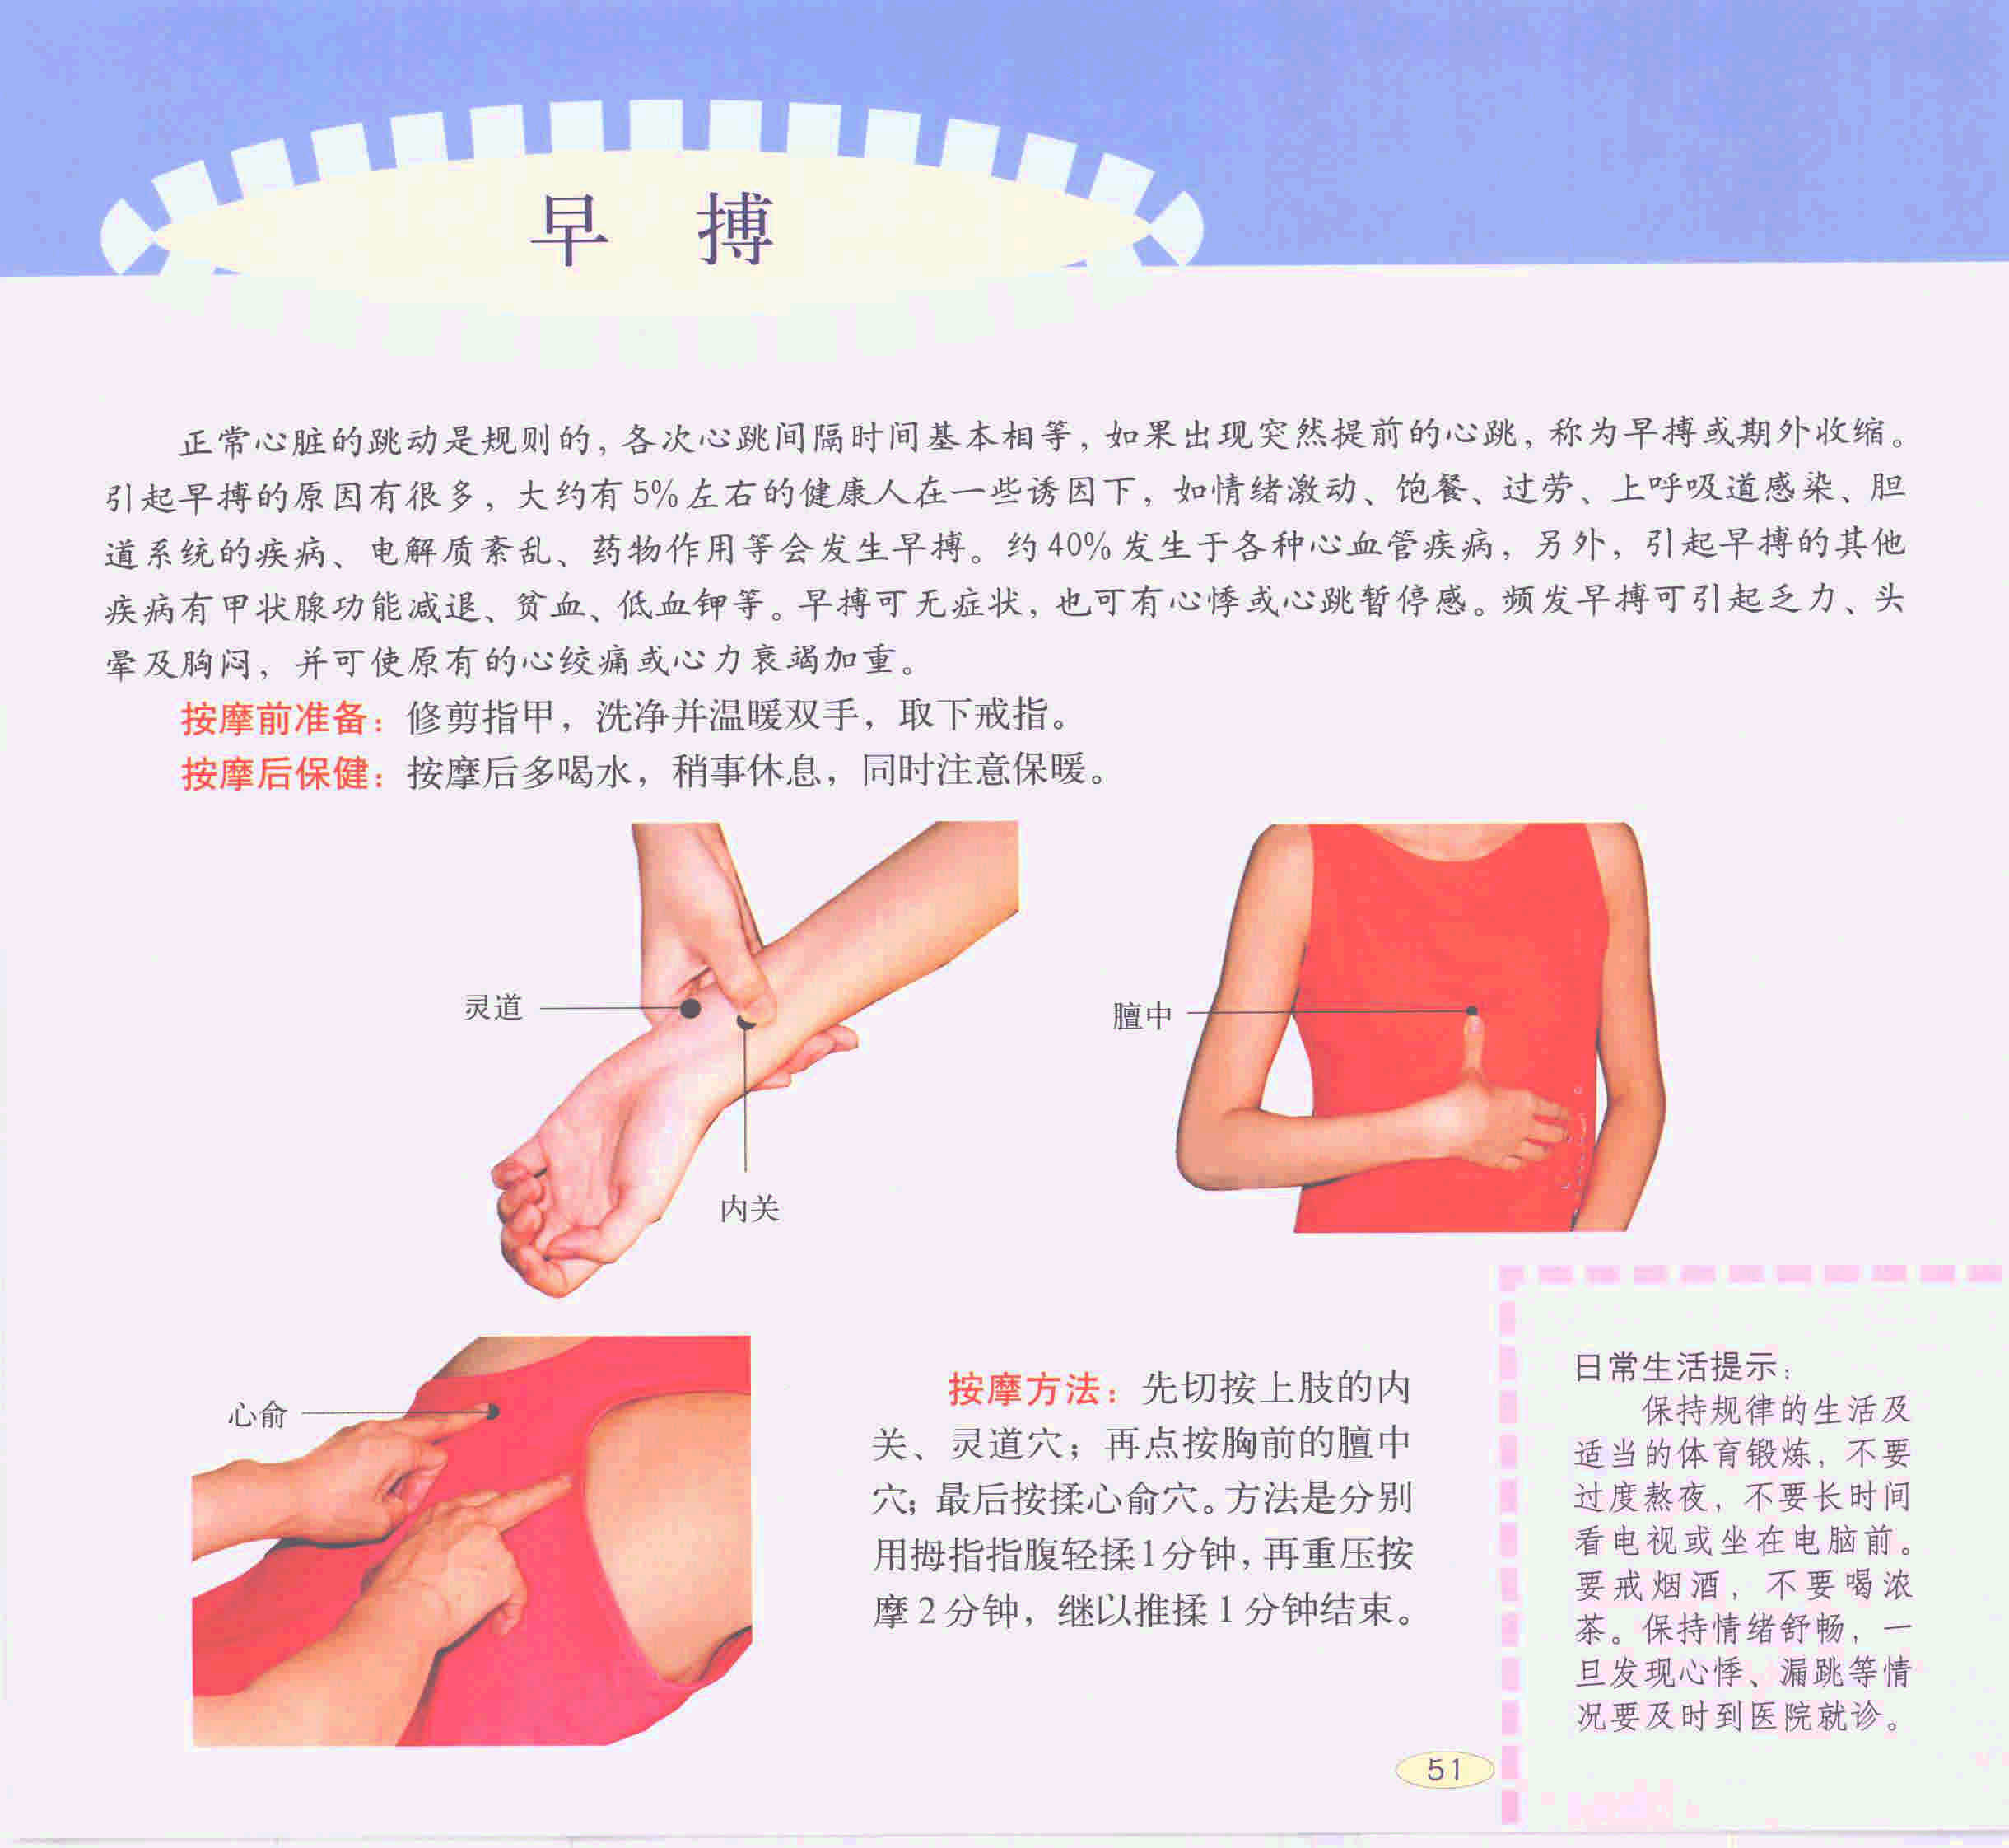 早 搏
正常心脏的跳动是规则的，各次心跳间隔时间基本相等，如果出现突然提前的心跳，称为早搏或期外收缩。
引起早搏的原因有很多，大约有5%左右的健康人在一些诱因下，如情绪激动、饱餐、过劳、上呼吸道感染、胆
道系统的疾病、电解质紊乱、药物作用等会发生早搏。约40%发生于各种心血管疾病，另外，引起早搏的其他
疾病有甲状腺功能减退、贫血、低血钾等。早搏可无症状，也可有心悸或心跳暂停感。频发早搏可引起乏力、头
晕及胸闷，并可使原有的心绞痛或心力衰竭加重。
按摩前准备：修剪指甲，洗净并温暖双手，取下戒指。
按摩后保健：按摩后多喝水，稍事休息，同时注意保暖。
灵道
内关
膻中
心俞
按摩方法：先切按上肢的内
关、灵道穴；再点按胸前的膻中
穴；最后按揉心俞穴。方法是分别
用拇指指腹轻揉1分钟，再重压按
摩2分钟，继以推揉1分钟结束。
日常生活提示：
保持规律的生活及
适当的体育锻炼，不要
过度熬夜，不要长时间
看电视或坐在电脑前。
要戒烟酒，不要喝浓
茶。保持情绪舒畅，一
旦发现心悸、漏跳等情
况要及时到医院就诊。
51